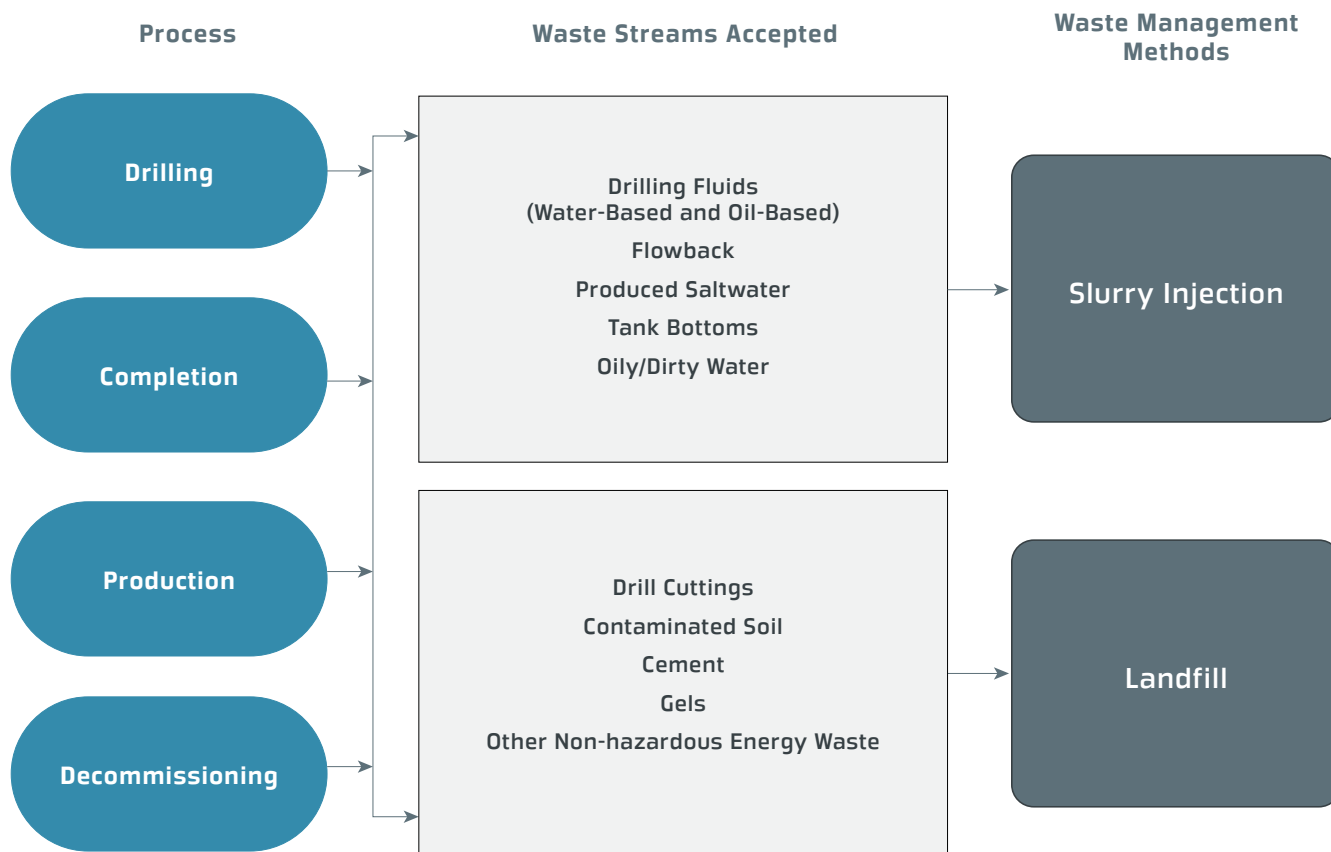 Process
Waste Streams Accepted
Waste Management
Methods
Drilling
Completion
Production
Decommissioning
Drilling Fluids
(Water-Based and Oil-Based)
Flowback
Produced Saltwater
Tank Bottoms
Oily/Dirty Water
Slurry Injection
Drill Cuttings
Contaminated Soil
Cement
Gels
Other Non-hazardous Energy Waste
Landfill